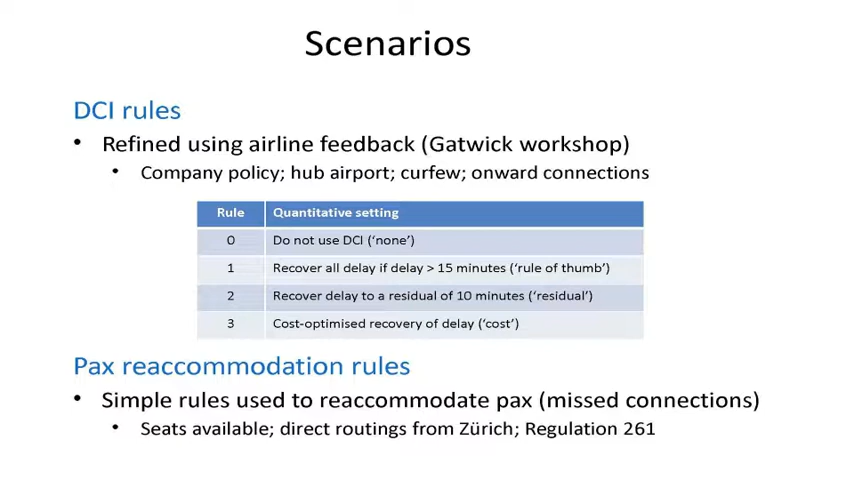 Scenarios
DCI rules
• Refined using airline feedback (Gatwick workshop)
• Company policy; hub airport; curfew; onward connections
Rule Quantitative setting
0 Do not use DCI (‘none’)
1 Recover all delay if delay > 15 minutes (‘rule of thumb’)
2 Recover delay to a residual of 10 minutes (‘residual’)
3 Cost-optimised recovery of delay (‘cost’)
Pax reaccommodation rules
• Simple rules used to reaccommodate pax (missed connections)
• Seats available; direct routings from Zürich; Regulation 261